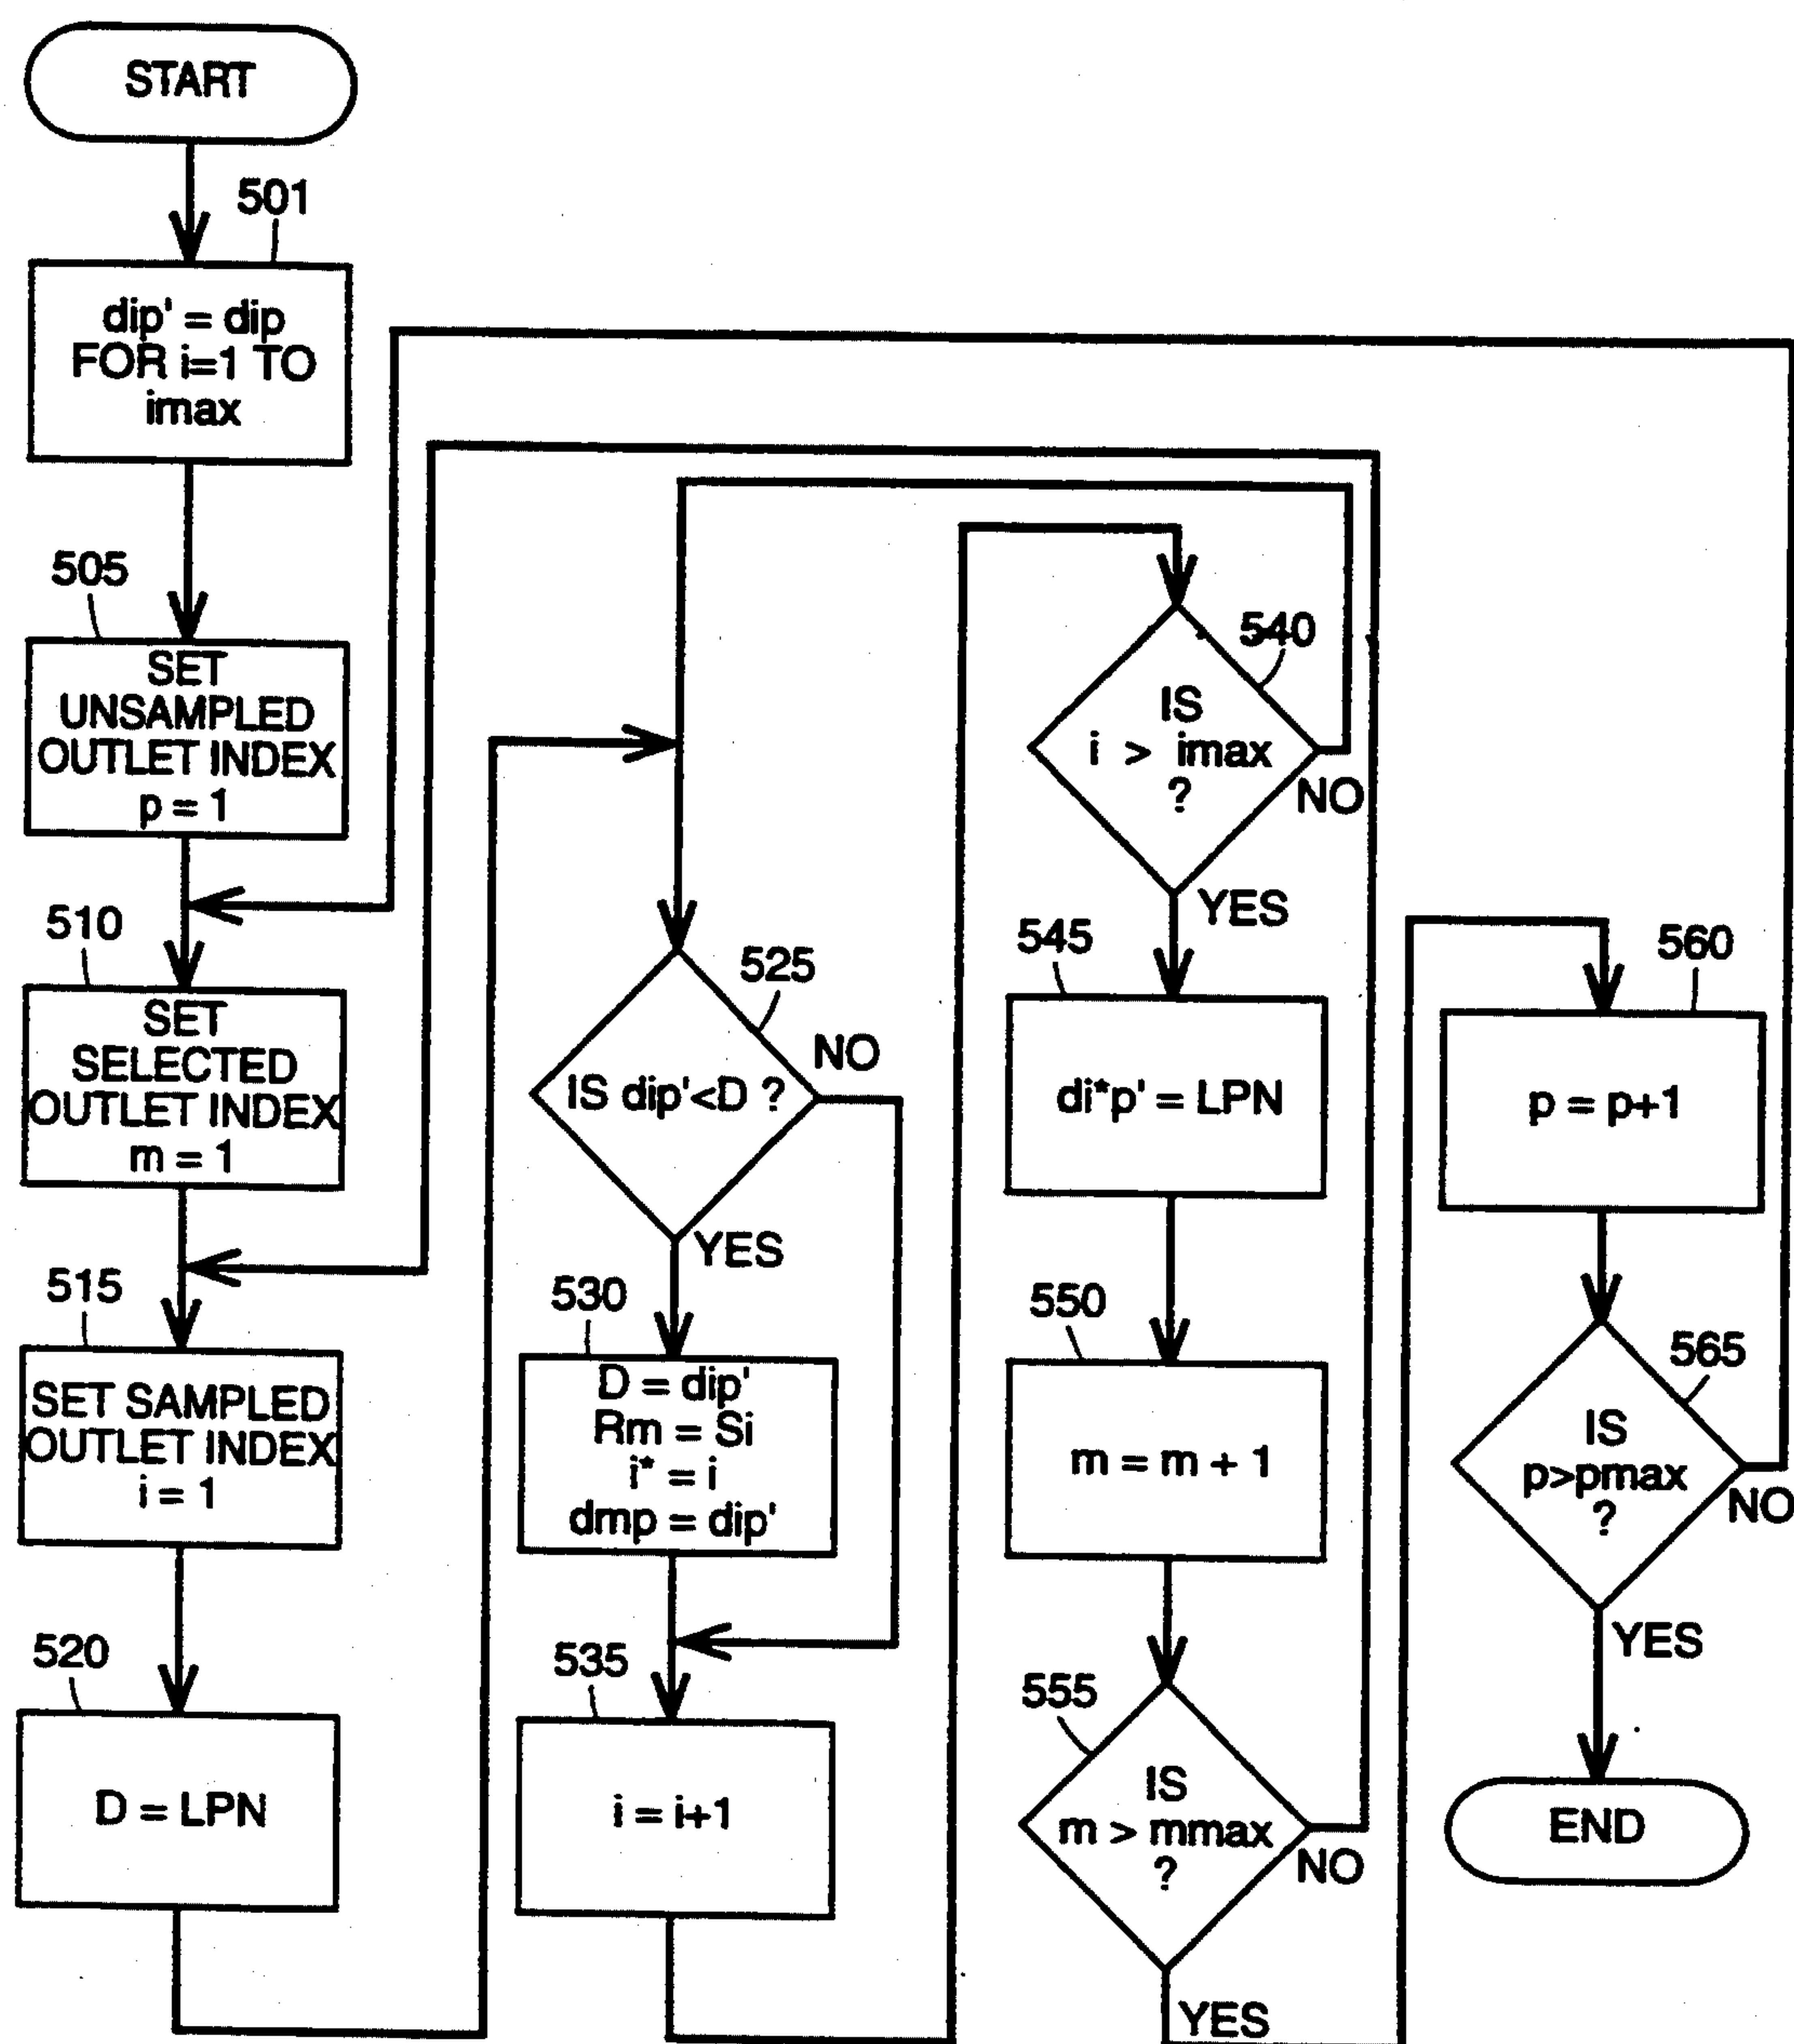 START
501
dip' = dip
FOR i=1 TO
imax
505
SET
UNSAMPLED
OUTLET INDEX
p = 1
510
SET
SELECTED
OUTLET INDEX
m = 1
515
SET SAMPLED
OUTLET INDEX
i = 1
520
D = LPN
525
IS dip'<D ?
NO
YES
530
D = dip'
Rm = Si
i* = i
dmp = dip'
535
i = i+1
540
IS
i > imax
?
NO
YES
545
di*p' = LPN
550
m = m + 1
555
IS
m > mmax
?
NO
YES
560
p = p+1
565
IS
p>pmax
?
NO
YES
END